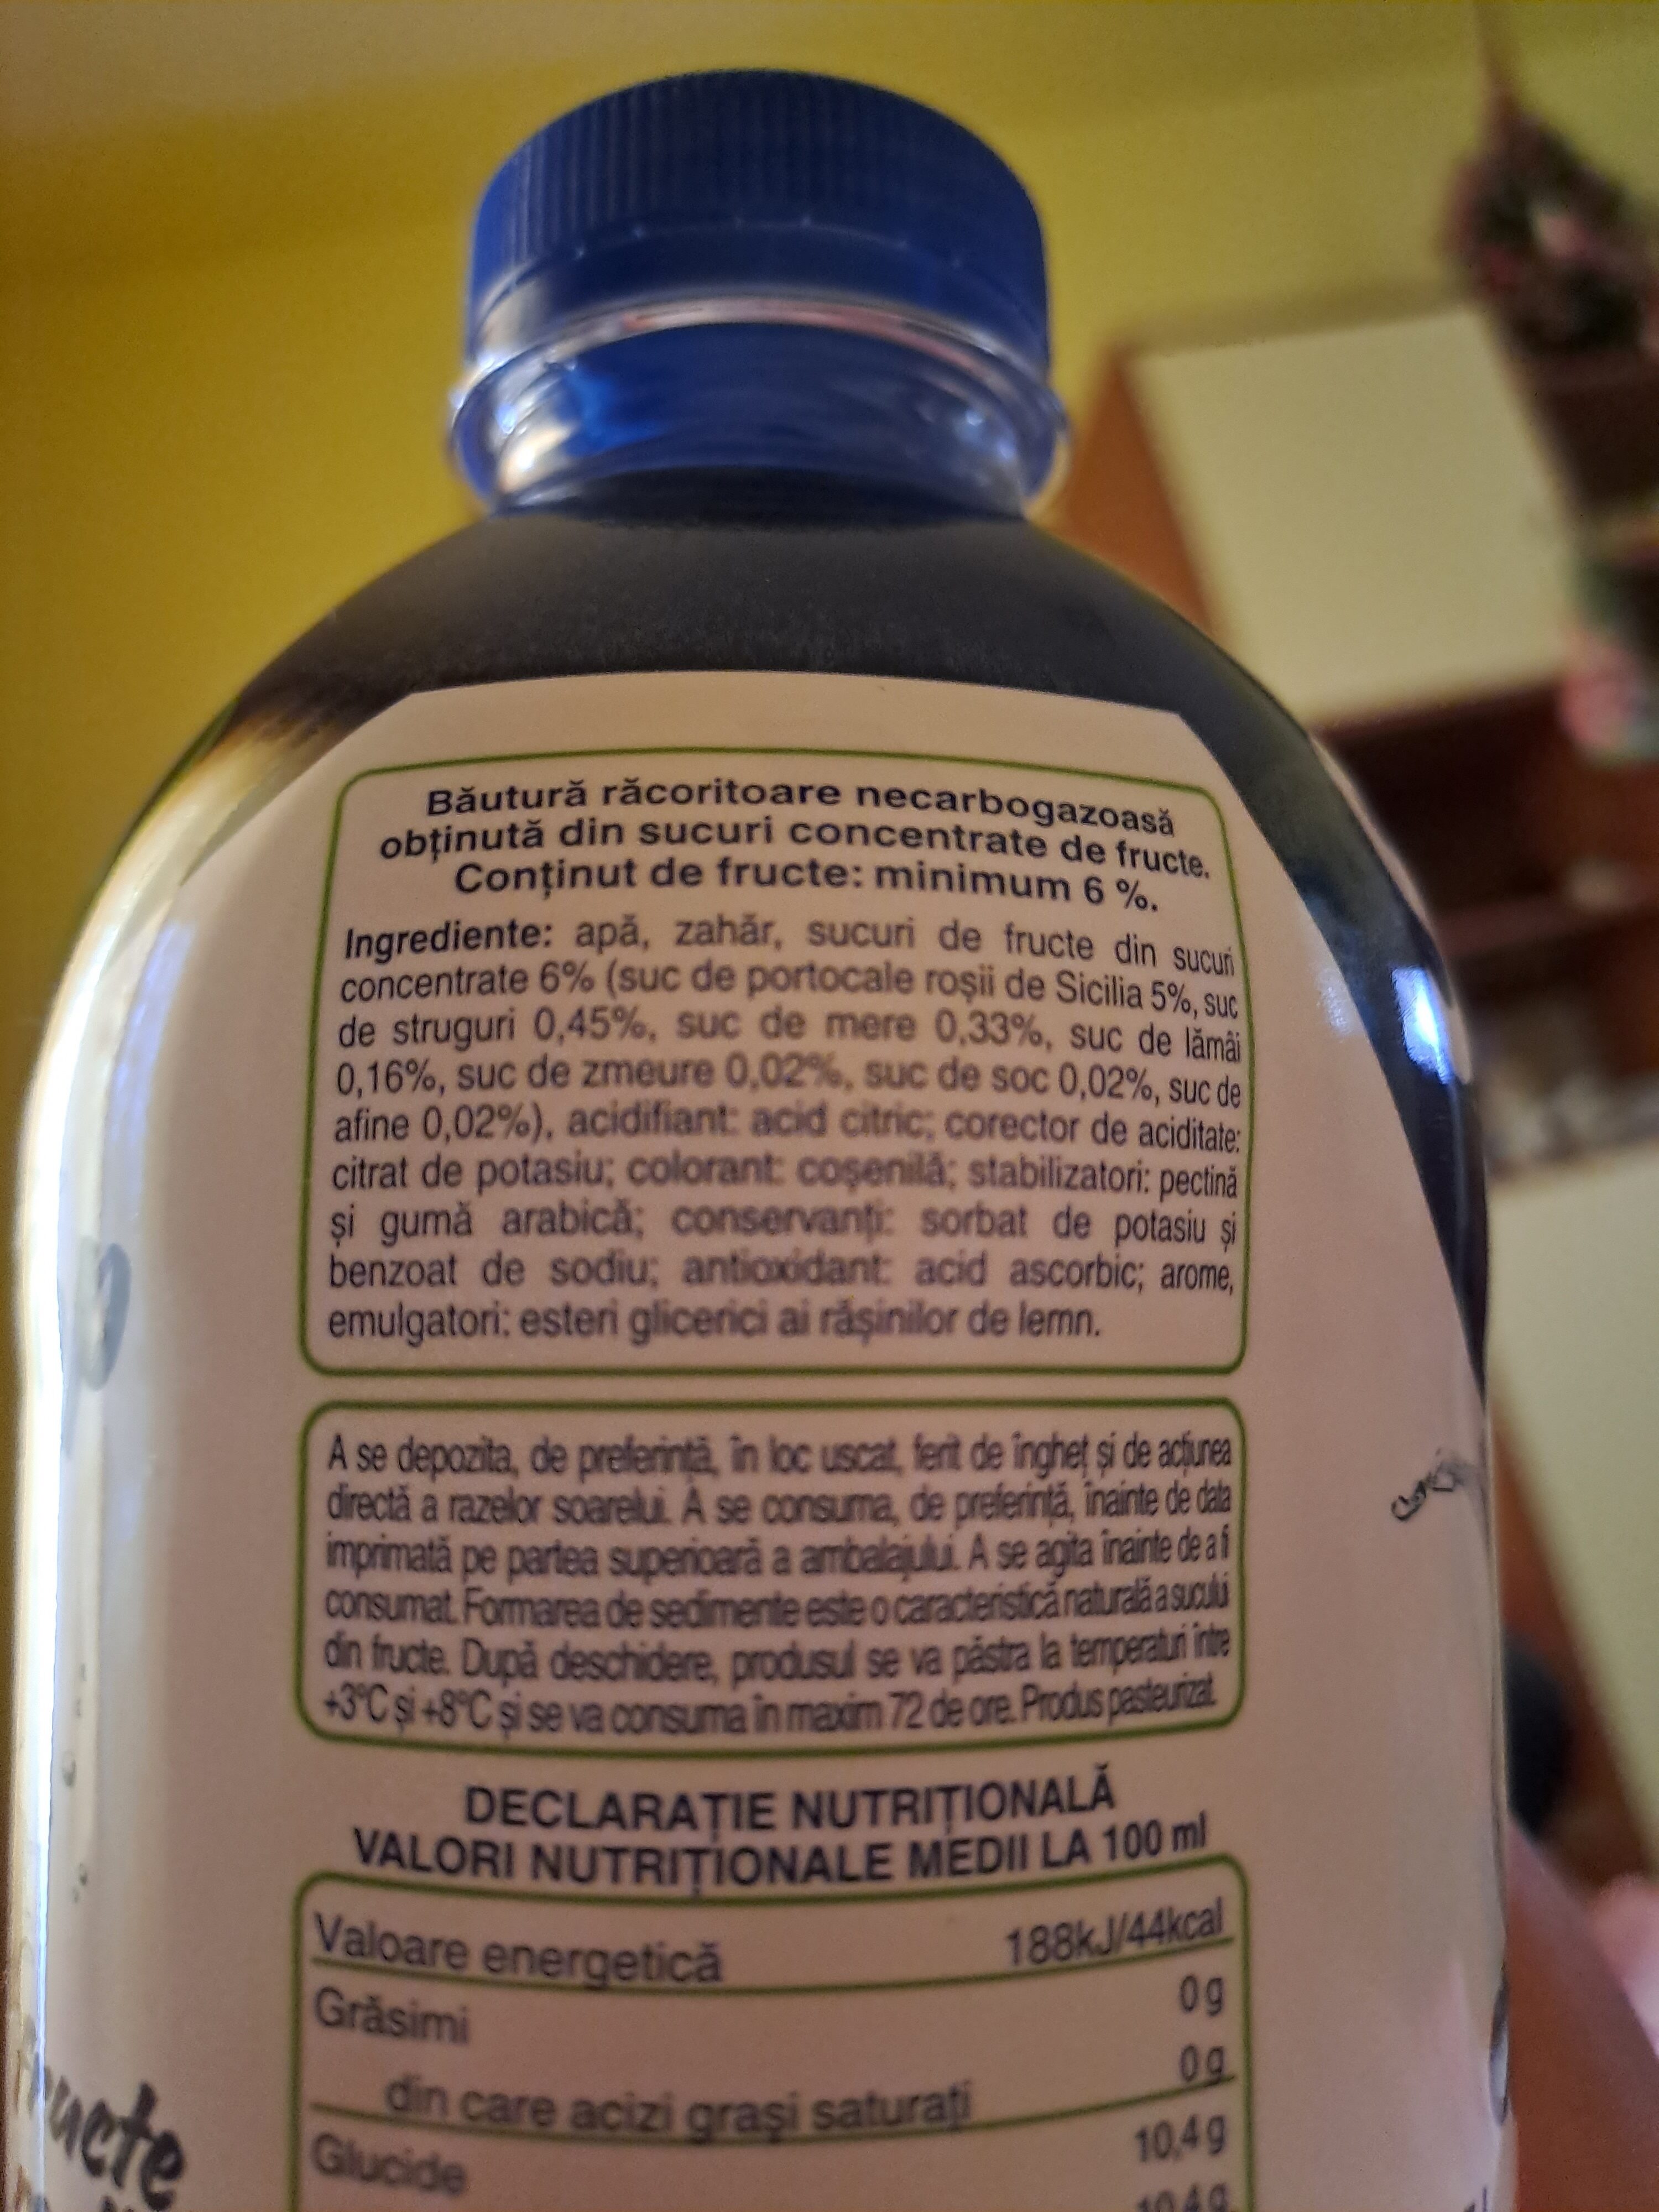 Băutură răcoritoare necarbogazoasă
obținută din sucuri concentrate de fructe.
Conținut de fructe: minimum 6 %.
Ingrediente: apă, zahăr, sucuri de fructe din sucuri
concentrate 6% (suc de portocale roșii de Sicilia 5%, suc
de struguri 0,45%, suc de mere 0,33%, suc de lămâi
0,16%, suc de zmeure 0,02%, suc de soc 0,02%, suc de
afine 0,02%), acidifiant: acid citric; corector de aciditate:
citrat de potasiu; colorant: coșenilă; stabilizatori: pectină
și gumă arabică; conservanți: sorbat de potasiu și
benzoat de sodiu; antioxidant: acid ascorbic; arome,
emulgatori: esteri glicerici ai rășinilor de lemn.
A se depozita, de preferință, în loc uscat, ferit de îngheț și de acțiunea
directă a razelor soarelui. A se consuma, de preferință, înainte de data
imprimată pe partea superioară a ambalajului. A se agita înainte de a fi
consumat. Formarea de sedimente este o caracteristică naturală a sucului
din fructe. După deschidere, produsul se va păstra la temperaturi între
+3°C și +8°C și se va consuma în maxim 72 de ore. Produs pasteurizat.
DECLARAȚIE NUTRIȚIONALĂ
VALORI NUTRIȚIONALE MEDII LA 100 ml
Valoare energetică 188kJ/44kcal
Grăsimi 0 g
din care acizi grași saturați 0 g
Glucide 10,4 g
10,4 g